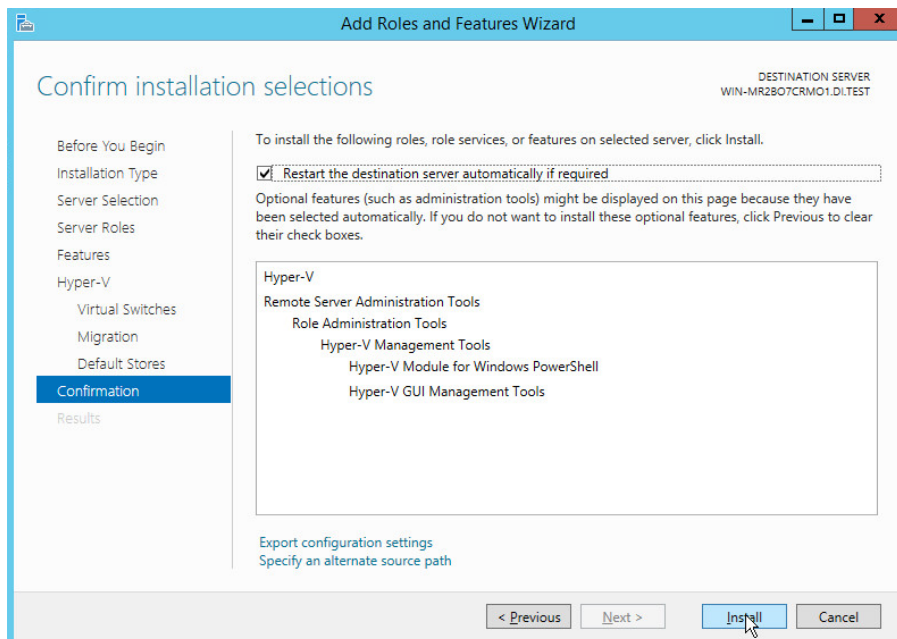 Add Roles and Features Wizard
Confirm installation selections
DESTINATION SERVER
WIN-MR2BO7CRMO1.DI.TEST
Before You Begin
Installation Type
Server Selection
Server Roles
Features
Hyper-V
Virtual Switches
Migration
Default Stores
Confirmation
Results
To install the following roles, role services, or features on selected server, click Install.
Restart the destination server automatically if required
Optional features (such as administration tools) might be displayed on this page because they have
been selected automatically. If you do not want to install these optional features, click Previous to clear
their check boxes.
Hyper-V
Remote Server Administration Tools
Role Administration Tools
Hyper-V Management Tools
Hyper-V Module for Windows PowerShell
Hyper-V GUI Management Tools
Export configuration settings
Specify an alternate source path
< Previous
Next >
Install
Cancel